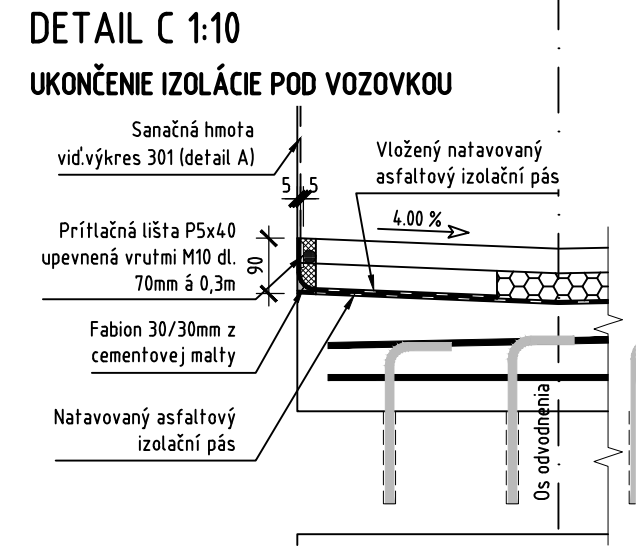 DETAIL C 1:10
UKONČENIE IZOLÁCIE POD VOZOVKOU
Sanačná hmota
viď.výkres 301 (detail A)
Vložený natavovaný
asfaltový izolační pás
5 5
4.00 %
Prítlačná lišta P5x40
upevnená vrutmi M10 dl.
70mm á 0,3m
90
Fabion 30/30mm z
cementovej malty
Natavovaný asfaltový
izolační pás
Os odvodnenia